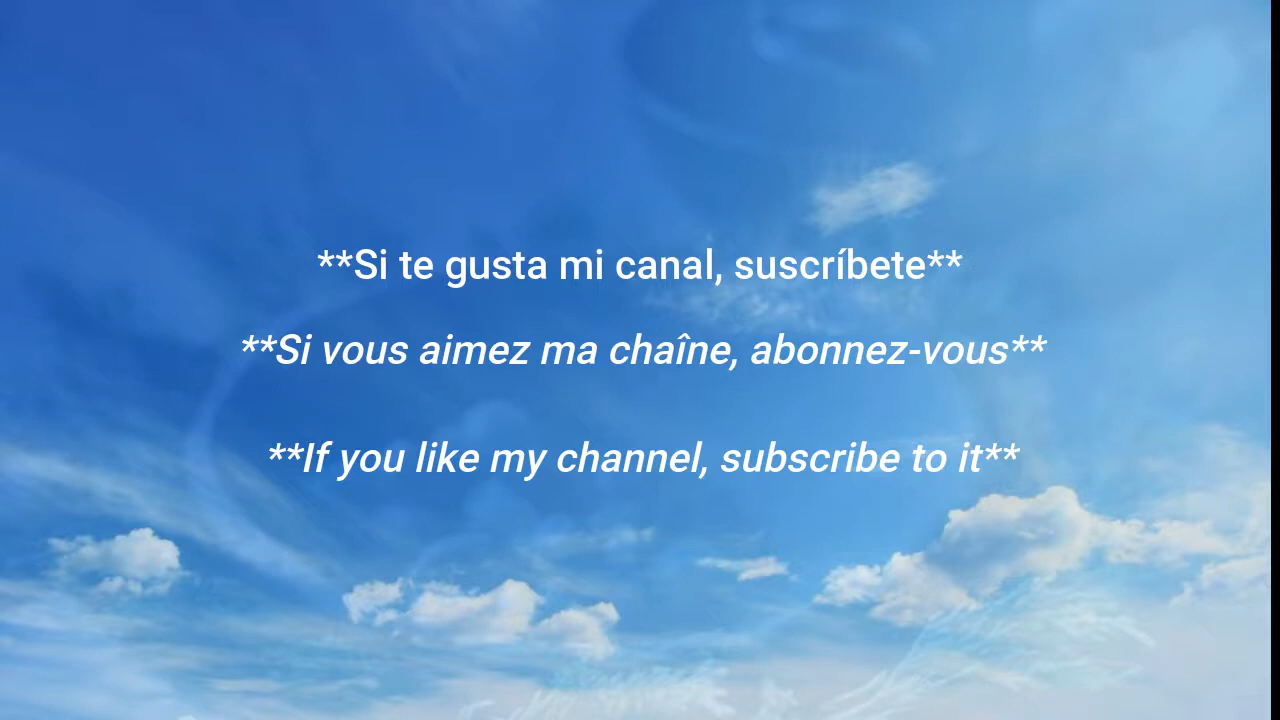 **Si te gusta mi canal, suscríbete**
**Si vous aimez ma chaîne, abonnez-vous**
**If you like my channel, subscribe to it**